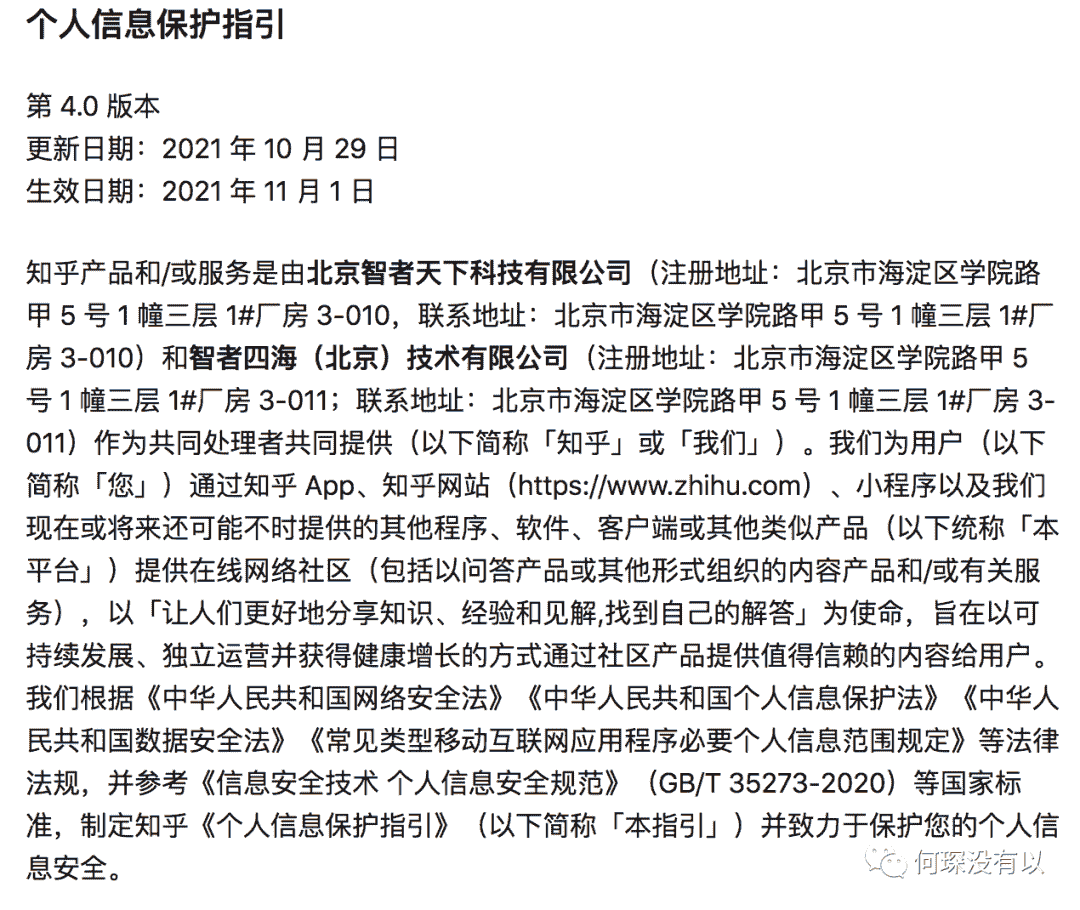 个人信息保护指引
第 4.0 版本
更新日期：2021 年 10 月 29 日
生效日期：2021 年 11 月 1 日
知乎产品和/或服务是由北京智者天下科技有限公司（注册地址：北京市海淀区学院路
甲 5 号 1 幢三层 1#厂房 3-010，联系地址：北京市海淀区学院路甲 5 号 1 幢三层 1#厂
房 3-010）和智者四海（北京）技术有限公司（注册地址：北京市海淀区学院路甲 5
号 1 幢三层 1#厂房 3-011；联系地址：北京市海淀区学院路甲 5 号 1 幢三层 1#厂房 3-
011）作为共同处理者共同提供（以下简称「知乎」或「我们」）。我们为用户（以下
简称「您」）通过知乎 App、知乎网站（https://www.zhihu.com）、小程序以及我们
现在或将来还可能不时提供的其他程序、软件、客户端或其他类似产品（以下统称「本
平台」）提供在线网络社区（包括以问答产品或其他形式组织的内容产品和/或有关服
务），以「让人们更好地分享知识、经验和见解,找到自己的解答」为使命，旨在以可
持续发展、独立运营并获得健康增长的方式通过社区产品提供值得信赖的内容给用户。
我们根据《中华人民共和国网络安全法》《中华人民共和国个人信息保护法》《中华人
民共和国数据安全法》《常见类型移动互联网应用程序必要个人信息范围规定》等法律
法规，并参考《信息安全技术 个人信息安全规范》（GB/T 35273-2020）等国家标
准，制定知乎《个人信息保护指引》（以下简称「本指引」）并致力于保护您的个人信
息安全。
何琛没有以